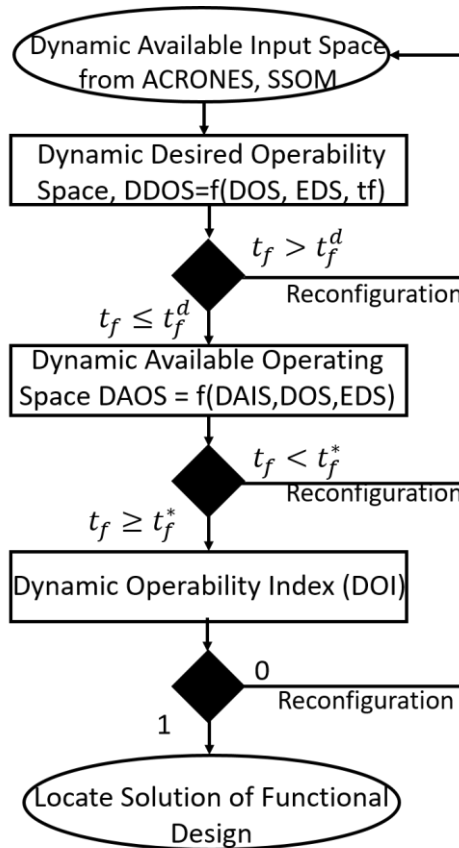 Dynamic Available Input Space
from ACRONES, SSOM
Dynamic Desired Operability
Space, DDOS=f(DOS, EDS, tf)
t_f > t_f^d
Reconfiguration
t_f ≤ t_f^d
Dynamic Available Operating
Space DAOS = f(DAIS,DOS,EDS)
t_f < t_f^*
Reconfiguration
t_f ≥ t_f^*
Dynamic Operability Index (DOI)
0
Reconfiguration
1
Locate Solution of Functional
Design